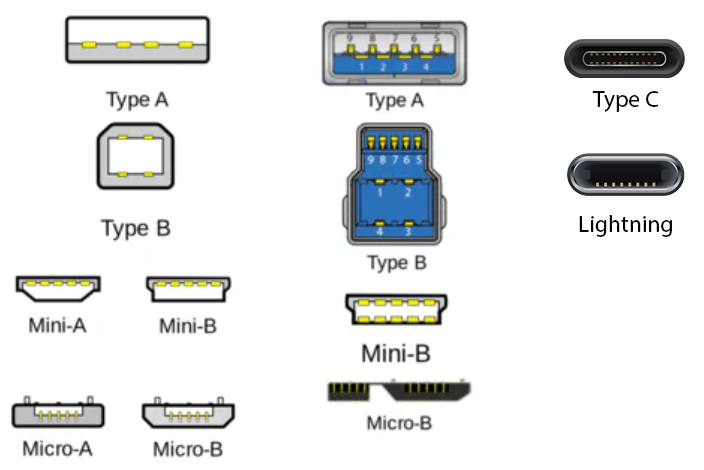 Type A
9 8 7 6 5
1 2 3 4
Type A
Type C
Type B
9 8 7 6 5
1 2
4 3
Type B
Lightning
Mini-A
Mini-B
Mini-B
Micro-A
Micro-B
Micro-B